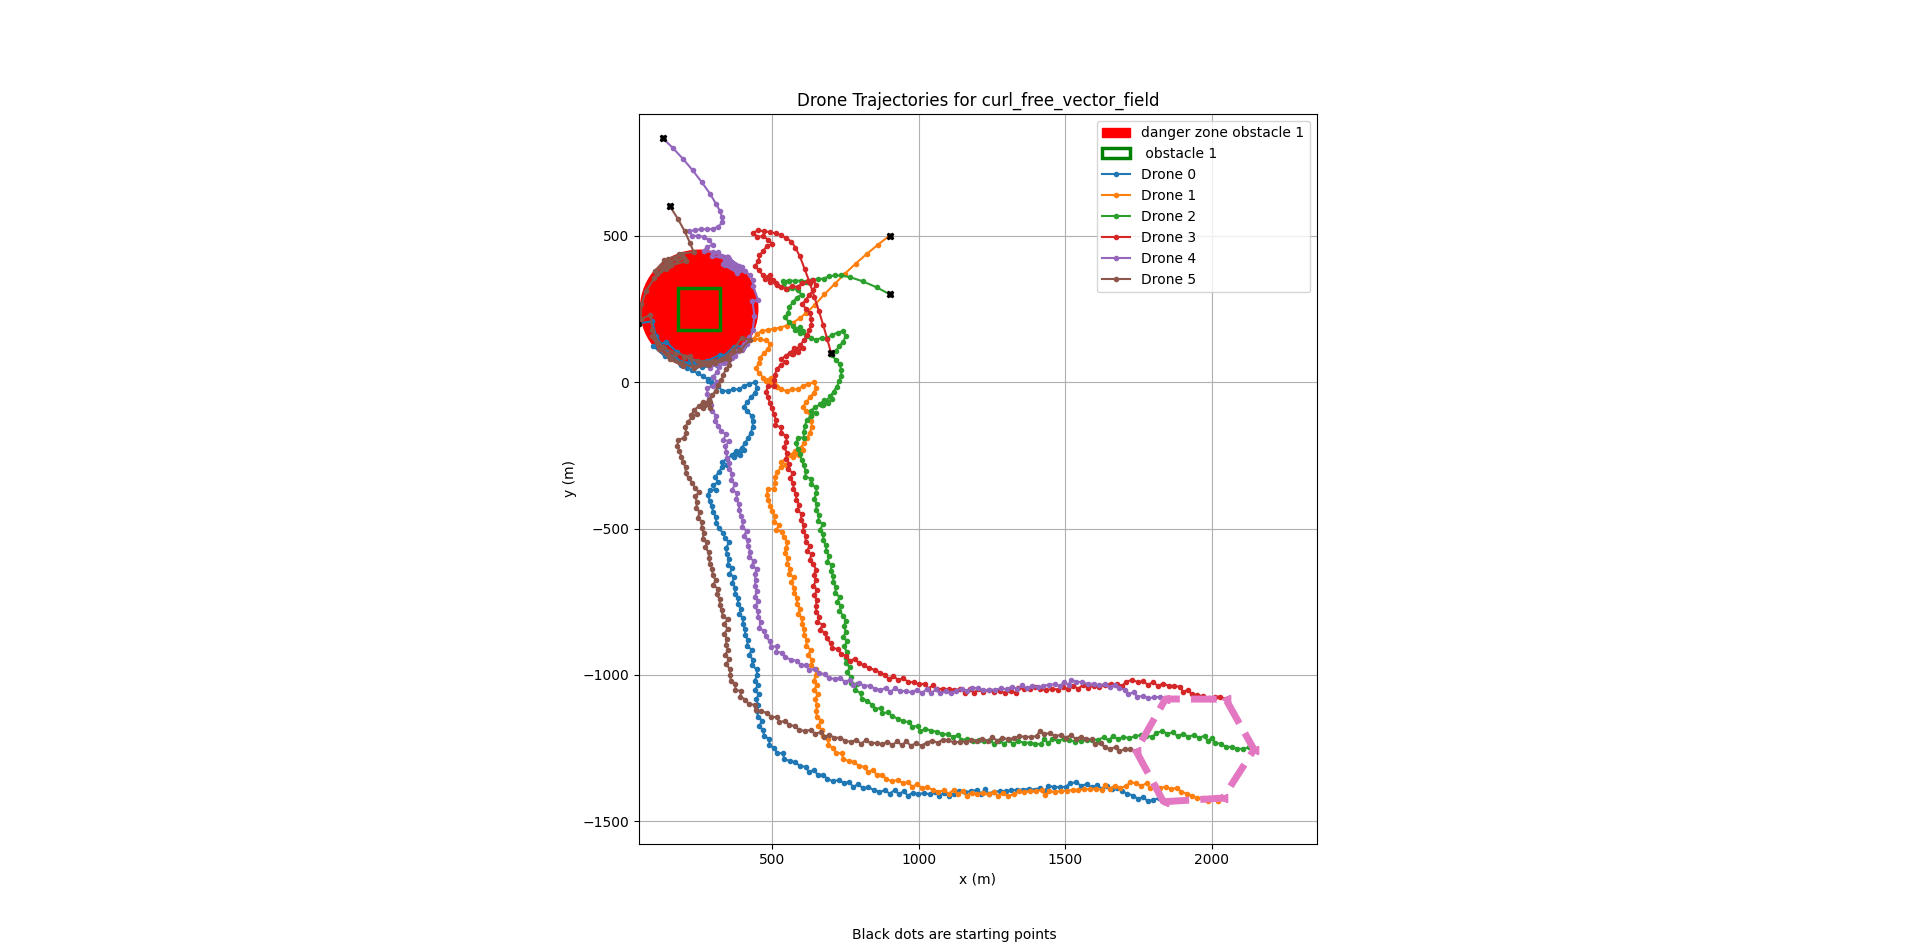 Drone Trajectories for curl_free_vector_field
danger zone obstacle 1
obstacle 1
Drone 0
Drone 1
Drone 2
Drone 3
Drone 4
Drone 5
500
0
−500
−1000
−1500
y (m)
500 1000 1500 2000
x (m)
Black dots are starting points